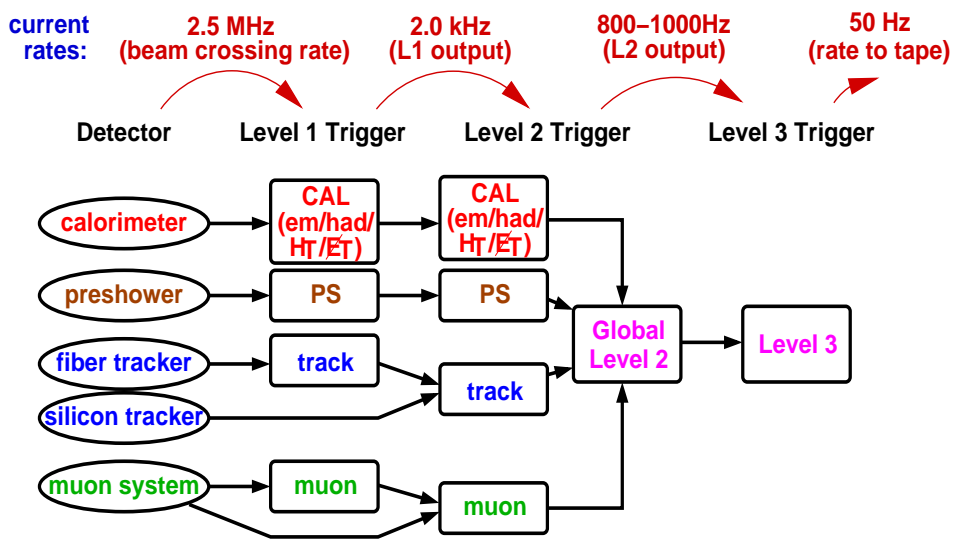 current rates:
2.5 MHz
(beam crossing rate)
2.0 kHz
(L1 output)
800–1000Hz
(L2 output)
50 Hz
(rate to tape)
Detector
Level 1 Trigger
Level 2 Trigger
Level 3 Trigger
calorimeter
CAL
(em/had/
HT/E̸T)
CAL
(em/had/
HT/E̸T)
preshower
PS
PS
Global
Level 2
Level 3
fiber tracker
track
track
silicon tracker
muon system
muon
muon